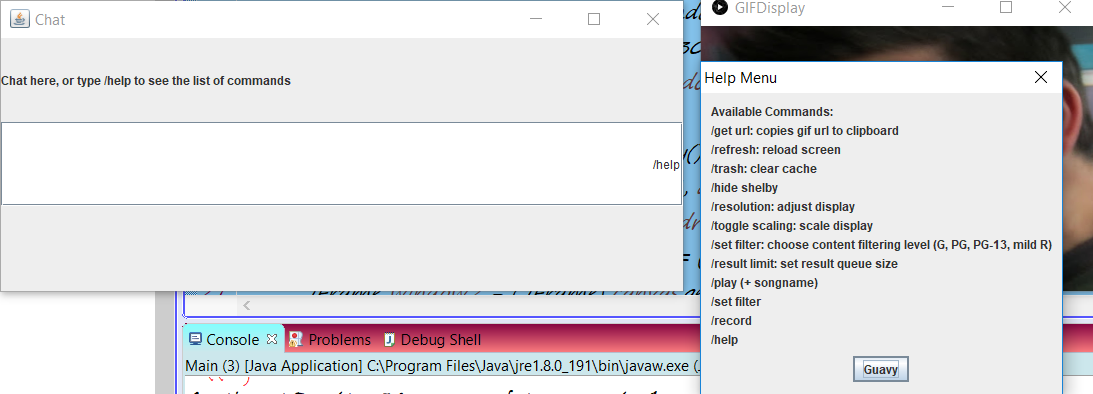 Chat
Chat here, or type /help to see the list of commands
/help
GIFDisplay
Help Menu
Available Commands:
/get url: copies gif url to clipboard
/refresh: reload screen
/trash: clear cache
/hide shelby
/resolution: adjust display
/toggle scaling: scale display
/set filter: choose content filtering level (G, PG, PG-13, mild R)
/result limit: set result queue size
/play (+ songname)
/set filter
/record
/help
Guavy
Console Problems Debug Shell
Main (3) [Java Application] C:\Program Files\Java\jre1.8.0_191\bin\javaw.exe (